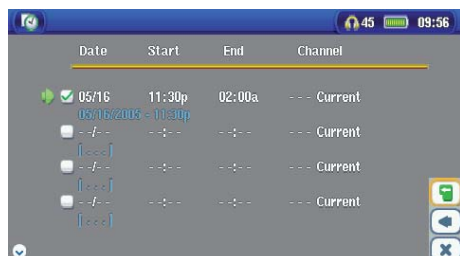 45 09:56
Date Start End Channel
05/16 11:30p 02:00a --- Current
05/16/2005 - 11:30p
--/-- --:-- --:-- --- Current
[---]
--/-- --:-- --:-- --- Current
[---]
--/-- --:-- --:-- --- Current
[---]